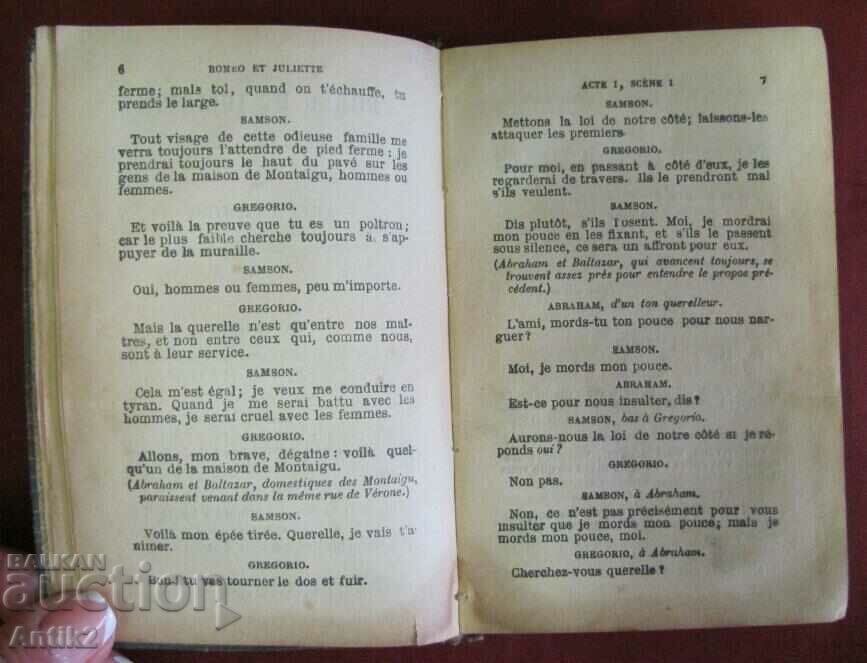 6 ROMEO ET JULIETTE
ferme; mais toi, quand on t'échauffe, tu
prends le large.
SAMSON.
Tout visage de cette odieuse famille me
verra toujours l'attendre de pied ferme; je
prendrai toujours le haut du pavé sur les
gens de la maison de Montaigu, hommes ou
femmes.
GREGORIO.
Et voilà la preuve que tu es un poltron;
car le plus faible cherche toujours à s'ap-
puyer de la muraille.
SAMSON.
Oui, hommes ou femmes, peu m'importe.
GREGORIO.
Mais la querelle n'est qu'entre nos maî-
tres, et non entre ceux qui, comme nous,
sont à leur service.
SAMSON.
Cela m'est égal; je veux me conduire en
tyran. Quand je me serai battu avec les
hommes, je serai cruel avec les femmes.
GREGORIO.
Allons, mon brave, dégaine: voilà quel-
qu'un de la maison de Montaigu.
(Abraham et Baltazar, domestiques des Montaigu,
paraissent venant dans la même rue de Vérone.)
SAMSON.
Voilà mon épée tirée. Querelle, je vais t'a-
nimer.
GREGORIO.
Bon! tu vas tourner le dos et fuir.
ACTE I, SCÈNE 1 7
SAMSON.
Mettons la loi de notre côté; laissons-les
attaquer les premiers.
GREGORIO.
Pour moi, en passant à côté d'eux, je les
regarderai de travers. Ils le prendront mal
s'ils veulent.
SAMSON.
Dis plutôt, s'ils l'osent. Moi, je mordrai
mon pouce en les fixant, et s'ils le passent
sous silence, ce sera un affront pour eux.
(Abraham et Baltazar, qui avancent toujours, se
trouvent assez près pour entendre le propos pré-
cédent.)
ABRAHAM, d'un ton querelleur.
L'ami, mords-tu ton pouce pour nous nar-
guer?
SAMSON.
Moi, je mords mon pouce.
ABRAHAM.
Est-ce pour nous insulter, dis?
SAMSON, bas à Gregorio.
Aurons-nous la loi de notre côté si je ré-
ponds oui?
GREGORIO.
Non pas.
SAMSON, à Abraham.
Non, ce n'est pas précisément pour vous
insulter que je mords mon pouce; mais je
mords mon pouce, moi.
GREGORIO, à Abraham.
Cherchez-vous querelle?
BALKAN
auction
Antik2